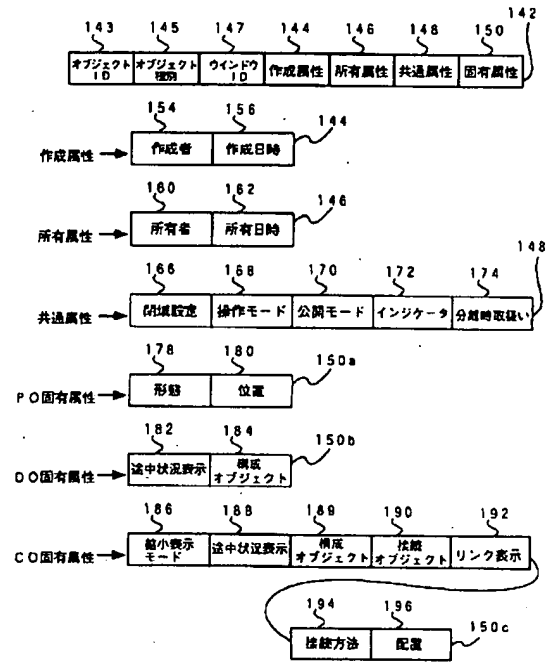 143 145 147 144 146 148 150 142
オブジェクトID オブジェクト種別 ウインドウID 作成属性 所有属性 共通属性 固有属性
154 156
作成属性 作成者 作成日時 144
160 162
所有属性 所有者 所有日時 146
166 168 170 172 174 148
共通属性 閉域設定 操作モード 公開モード インジケータ 分離時取扱い
178 180
PO固有属性 形態 位置 150a
182 184
DO固有属性 途中状況表示 構成オブジェクト 150b
186 188 189 190 192
CO固有属性 縮小表示モード 途中状況表示 構成オブジェクト 接続オブジェクト リンク表示
194 196
接続方法 配置 150c